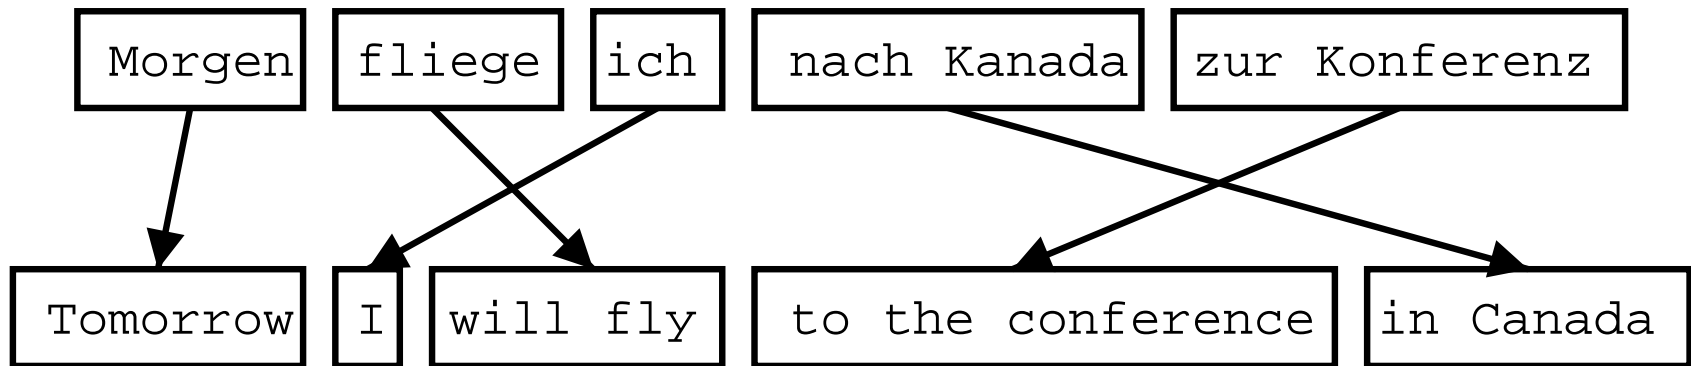 Morgen fliege ich nach Kanada zur Konferenz
Tomorrow I will fly to the conference in Canada